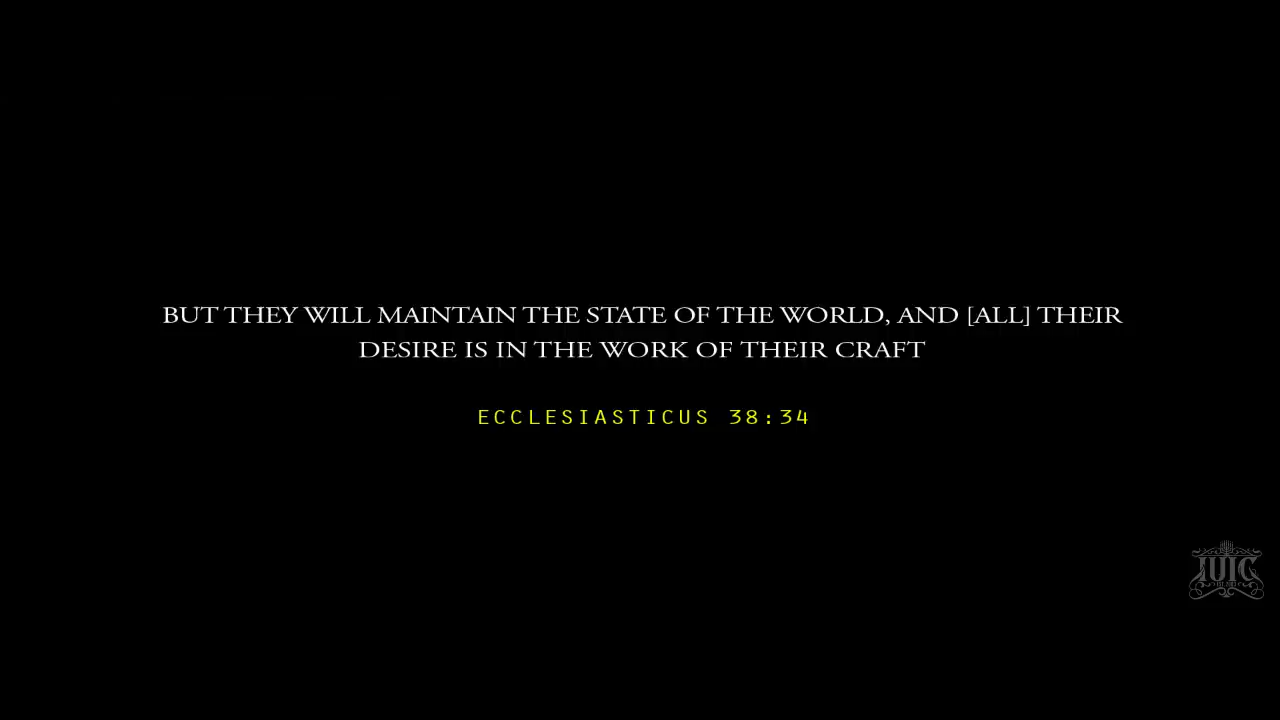 BUT THEY WILL MAINTAIN THE STATE OF THE WORLD, AND [ALL] THEIR
DESIRE IS IN THE WORK OF THEIR CRAFT
ECCLESIASTICUS 38:34
IUIC